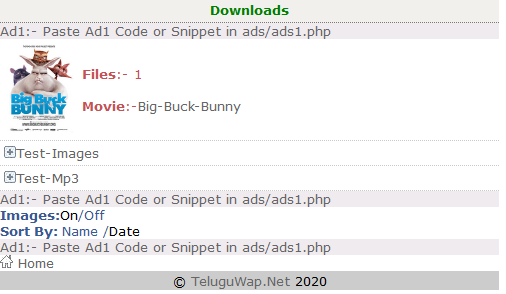 Downloads
Ad1:- Paste Ad1 Code or Snippet in ads/ads1.php
Big Buck
BUNNY
Files:- 1
Movie:-Big-Buck-Bunny
Test-Images
Test-Mp3
Ad1:- Paste Ad1 Code or Snippet in ads/ads1.php
Images:On/Off
Sort By: Name /Date
Ad1:- Paste Ad1 Code or Snippet in ads/ads1.php
Home
© TeluguWap.Net 2020